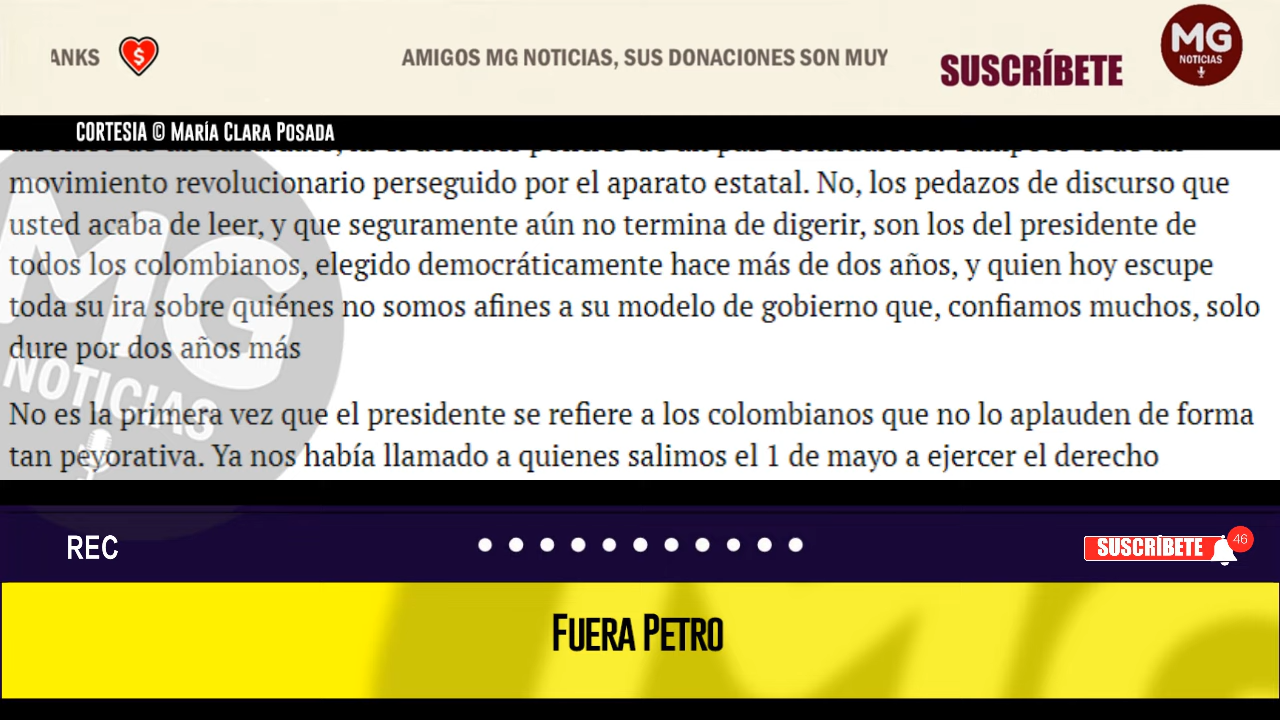 ANKS
AMIGOS MG NOTICIAS, SUS DONACIONES SON MUY
SUSCRÍBETE
MG
NOTICIAS
CORTESIA © MARÍA CLARA POSADA
movimiento revolucionario perseguido por el aparato estatal. No, los pedazos de discurso que
usted acaba de leer, y que seguramente aún no termina de digerir, son los del presidente de
todos los colombianos, elegido democráticamente hace más de dos años, y quien hoy escupe
toda su ira sobre quiénes no somos afines a su modelo de gobierno que, confiamos muchos, solo
dure por dos años más
No es la primera vez que el presidente se refiere a los colombianos que no lo aplauden de forma
tan peyorativa. Ya nos había llamado a quienes salimos el 1 de mayo a ejercer el derecho
MG
NOTICIAS
REC
SUSCRÍBETE
46
FUERA PETRO